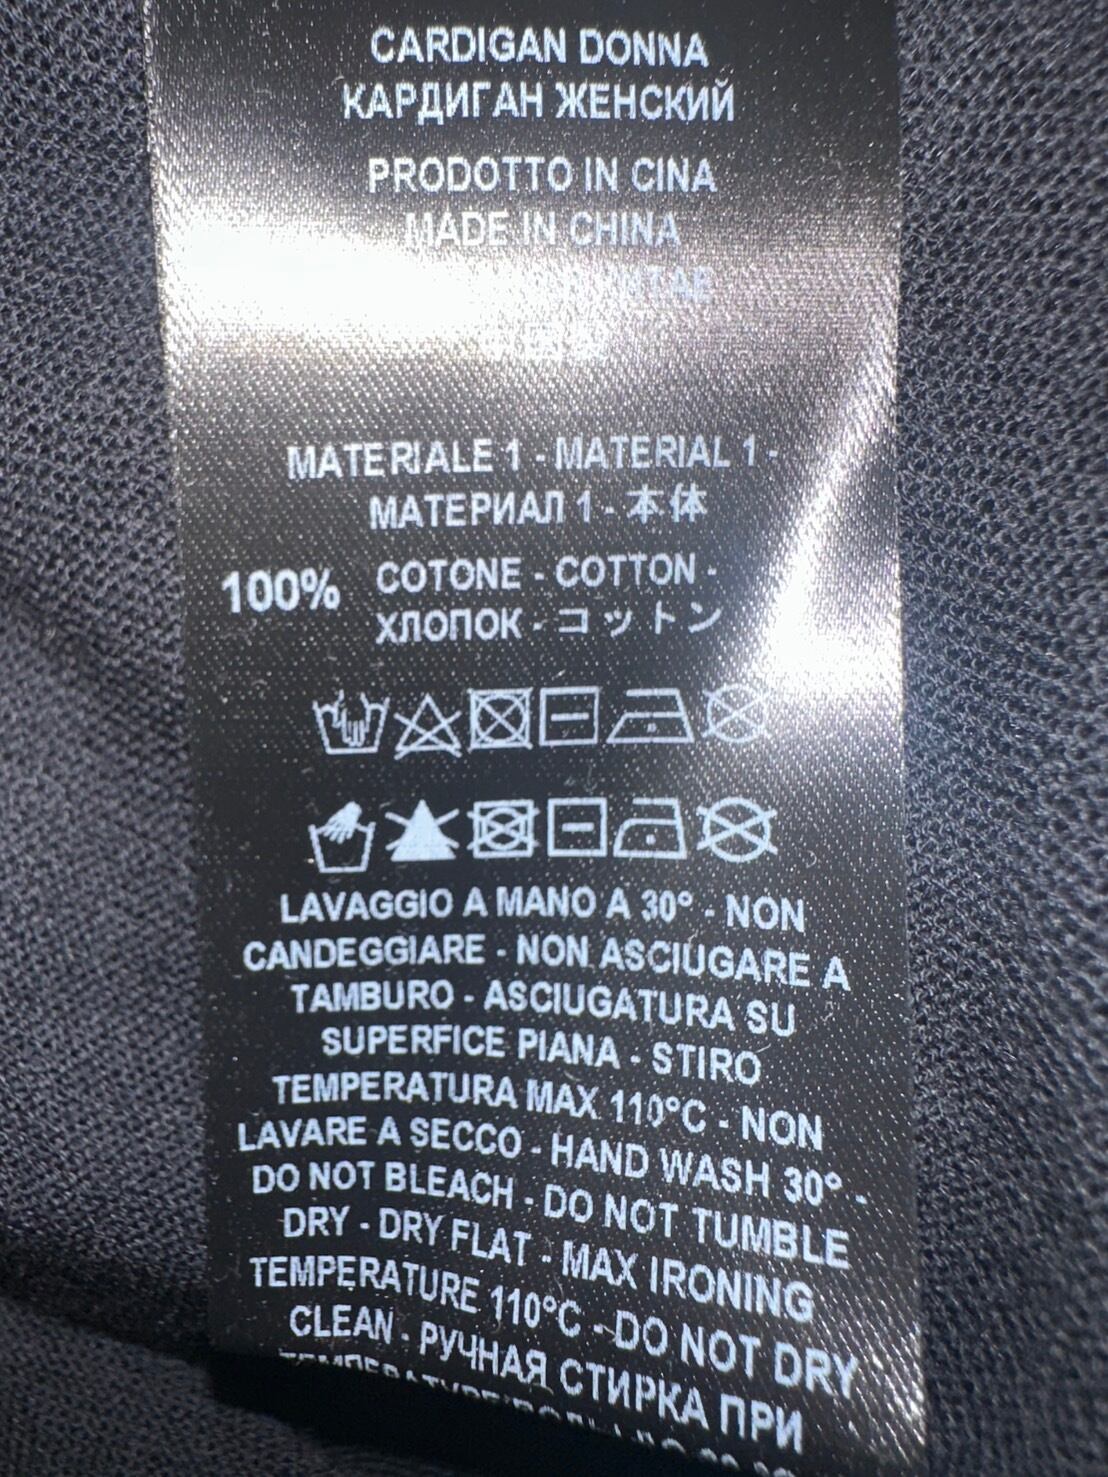 CARDIGAN DONNA
КАРДИГАН ЖЕНСКИЙ
PRODOTTO IN CINA
MADE IN CHINA
MATERIALE 1 - MATERIAL 1 -
МАТЕРИАЛ 1 - 本体
100% COTONE - COTTON -
ХЛОПОК - コットン
LAVAGGIO A MANO A 30° - NON
CANDEGGIARE - NON ASCIUGARE A
TAMBURO - ASCIUGATURA SU
SUPERFICE PIANA - STIRO
TEMPERATURA MAX 110°C - NON
LAVARE A SECCO - HAND WASH 30° -
DO NOT BLEACH - DO NOT TUMBLE
DRY - DRY FLAT - MAX IRONING
TEMPERATURE 110°C - DO NOT DRY
CLEAN - РУЧНАЯ СТИРКА ПРИ